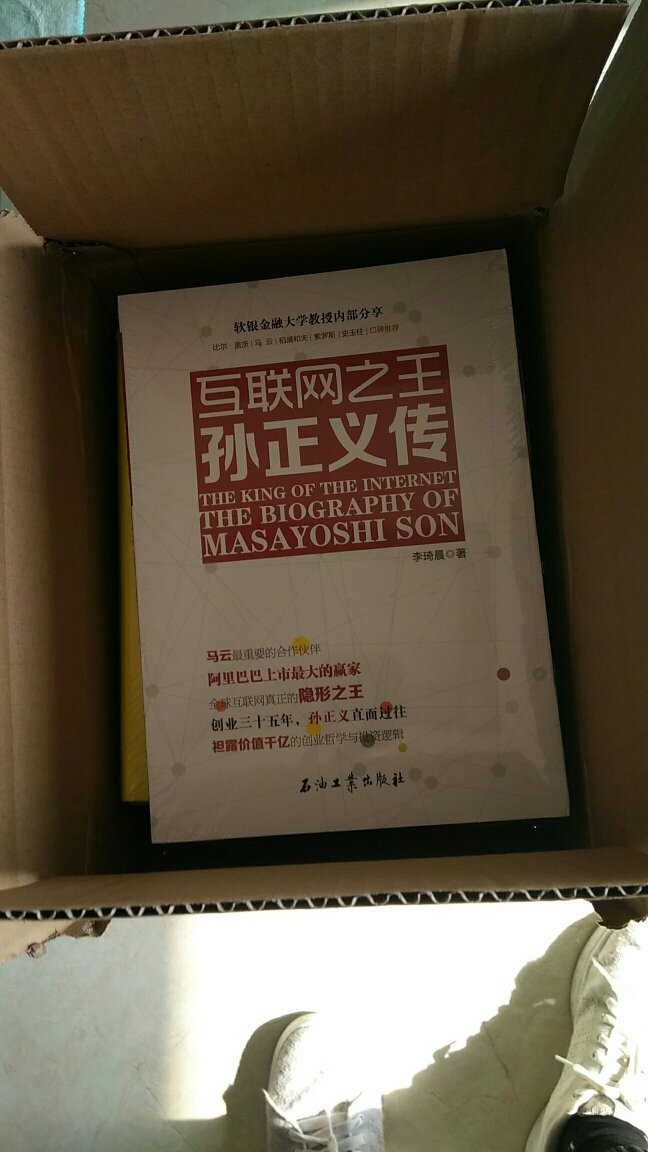 软银金融大学教授内部分享
比尔·盖茨|马 云|稻盛和夫|索罗斯|史玉柱|口碑推荐
互联网之王
孙正义传
THE KING OF THE INTERNET
THE BIOGRAPHY OF
MASAYOSHI SON
李琦晨◎著
马云最重要的合作伙伴
阿里巴巴上市最大的赢家
全球互联网真正的隐形之王
创业三十五年，孙正义直面过往
袒露价值千亿的创业哲学与投资逻辑
石油工业出版社